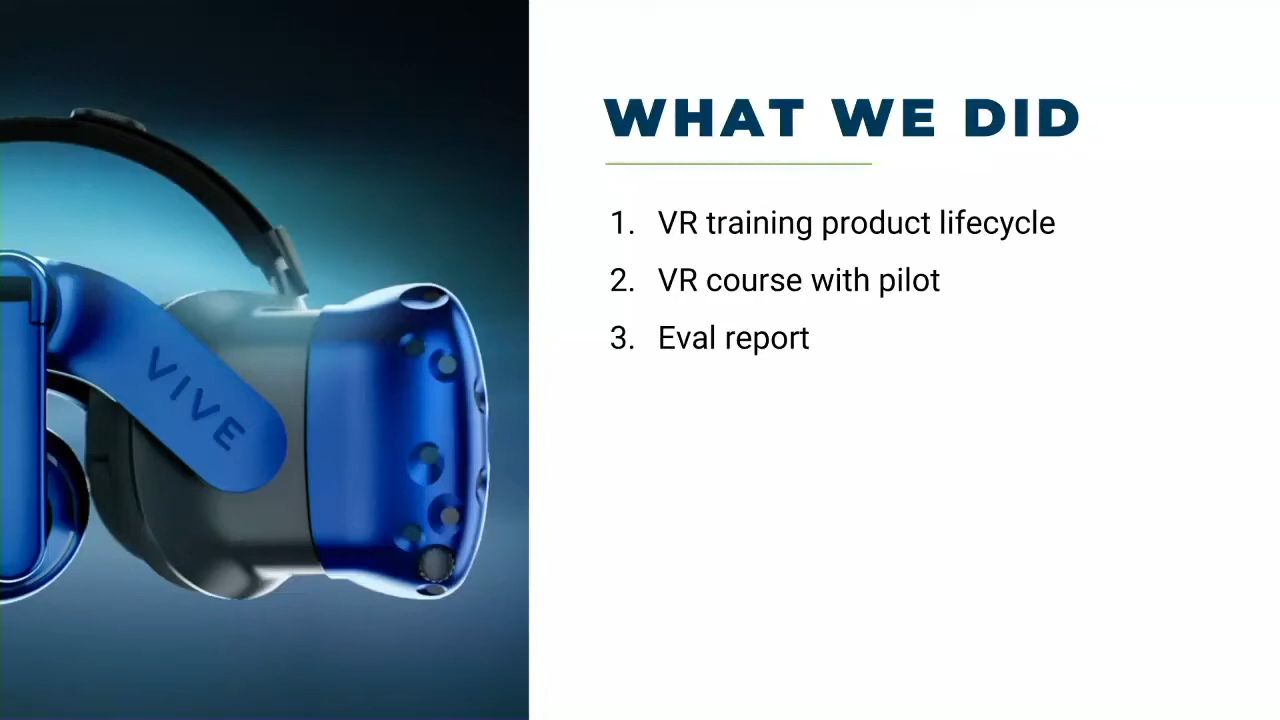 VIVE
WHAT WE DID
1. VR training product lifecycle
2. VR course with pilot
3. Eval report